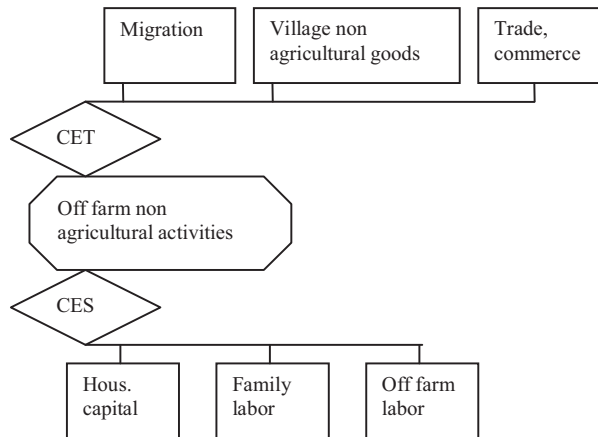 Migration
Village non
agricultural goods
Trade,
commerce
CET
Off farm non
agricultural activities
CES
Hous.
capital
Family
labor
Off farm
labor